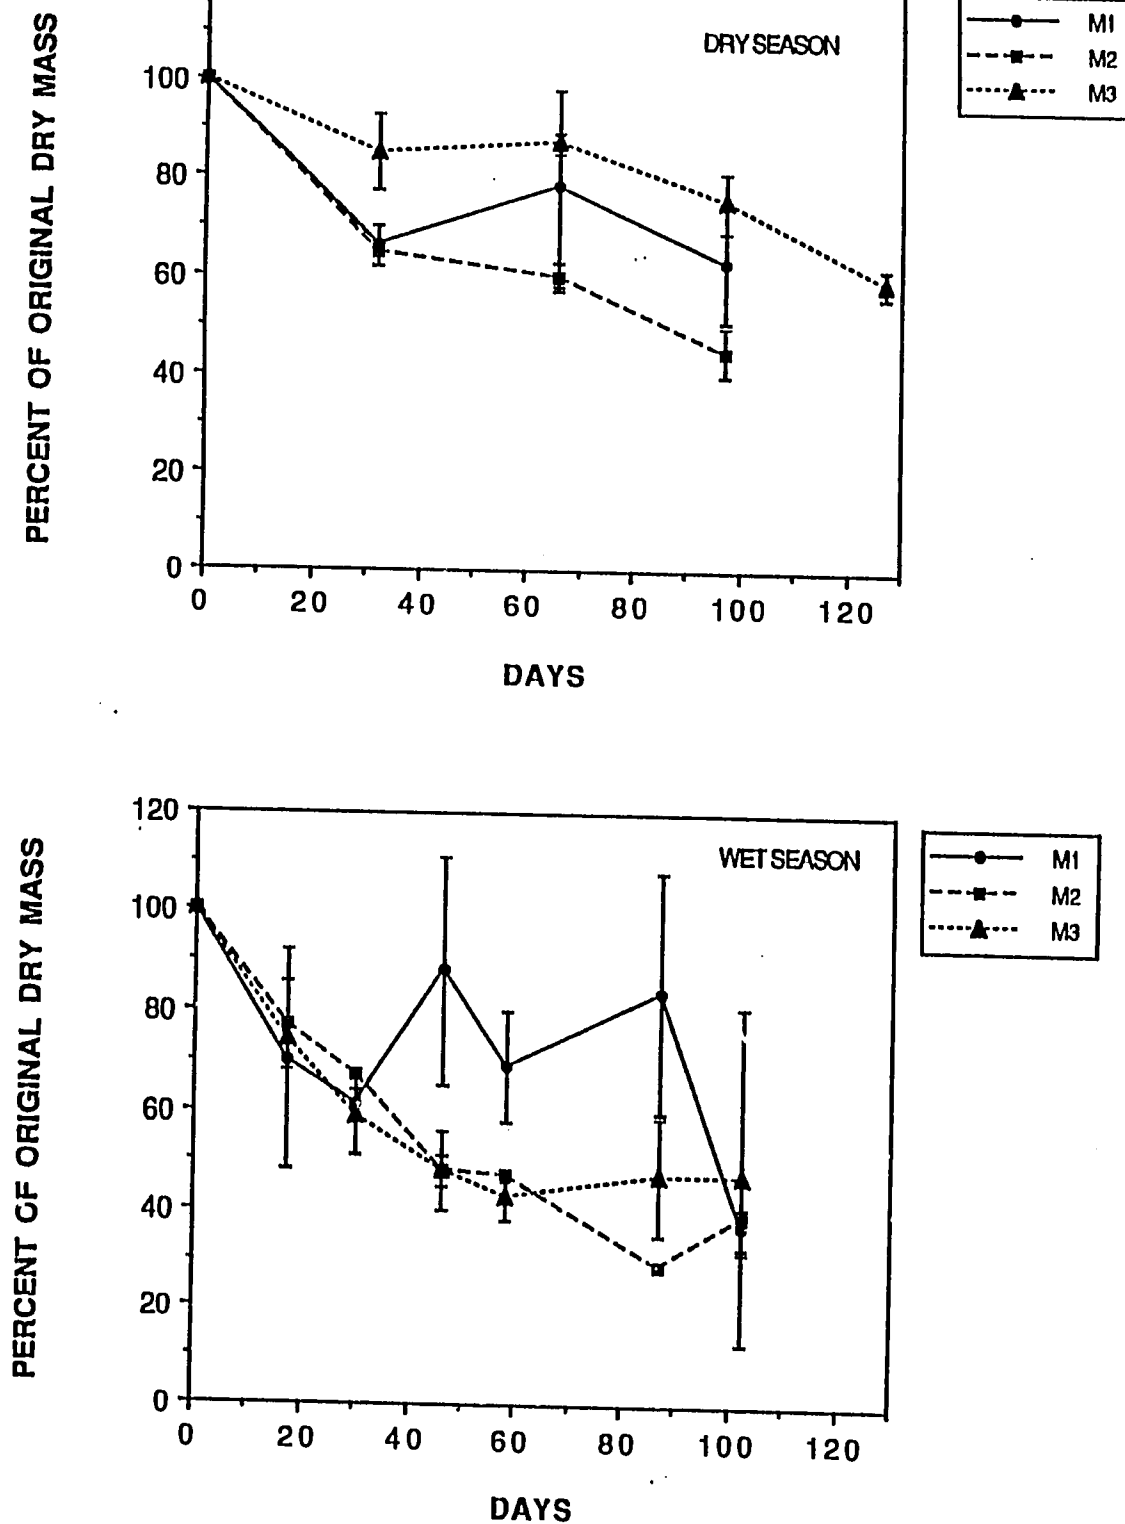 DRY SEASON
M1
M2
M3
PERCENT OF ORIGINAL DRY MASS
100
80
60
40
20
0
0 20 40 60 80 100 120
DAYS
WET SEASON
M1
M2
M3
PERCENT OF ORIGINAL DRY MASS
120
100
80
60
40
20
0
0 20 40 60 80 100 120
DAYS